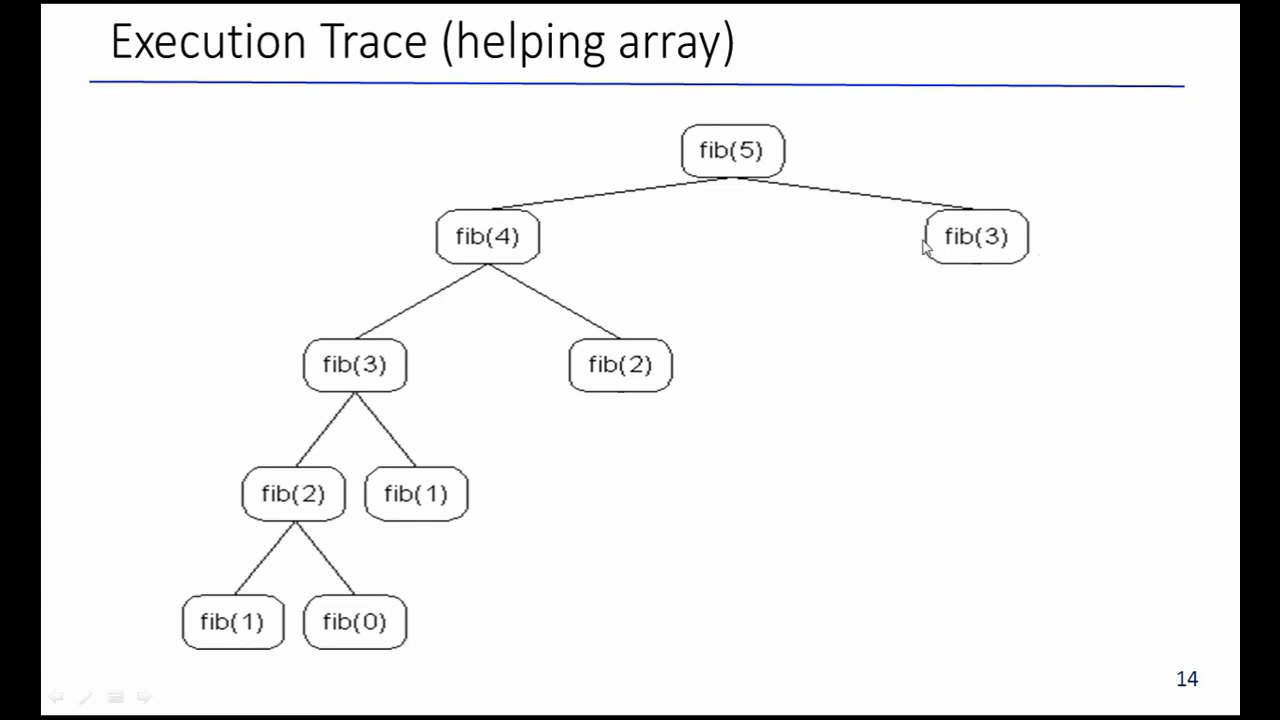 Execution Trace (helping array)
fib(5)
fib(4)
fib(3)
fib(3)
fib(2)
fib(2)
fib(1)
fib(1)
fib(0)
14